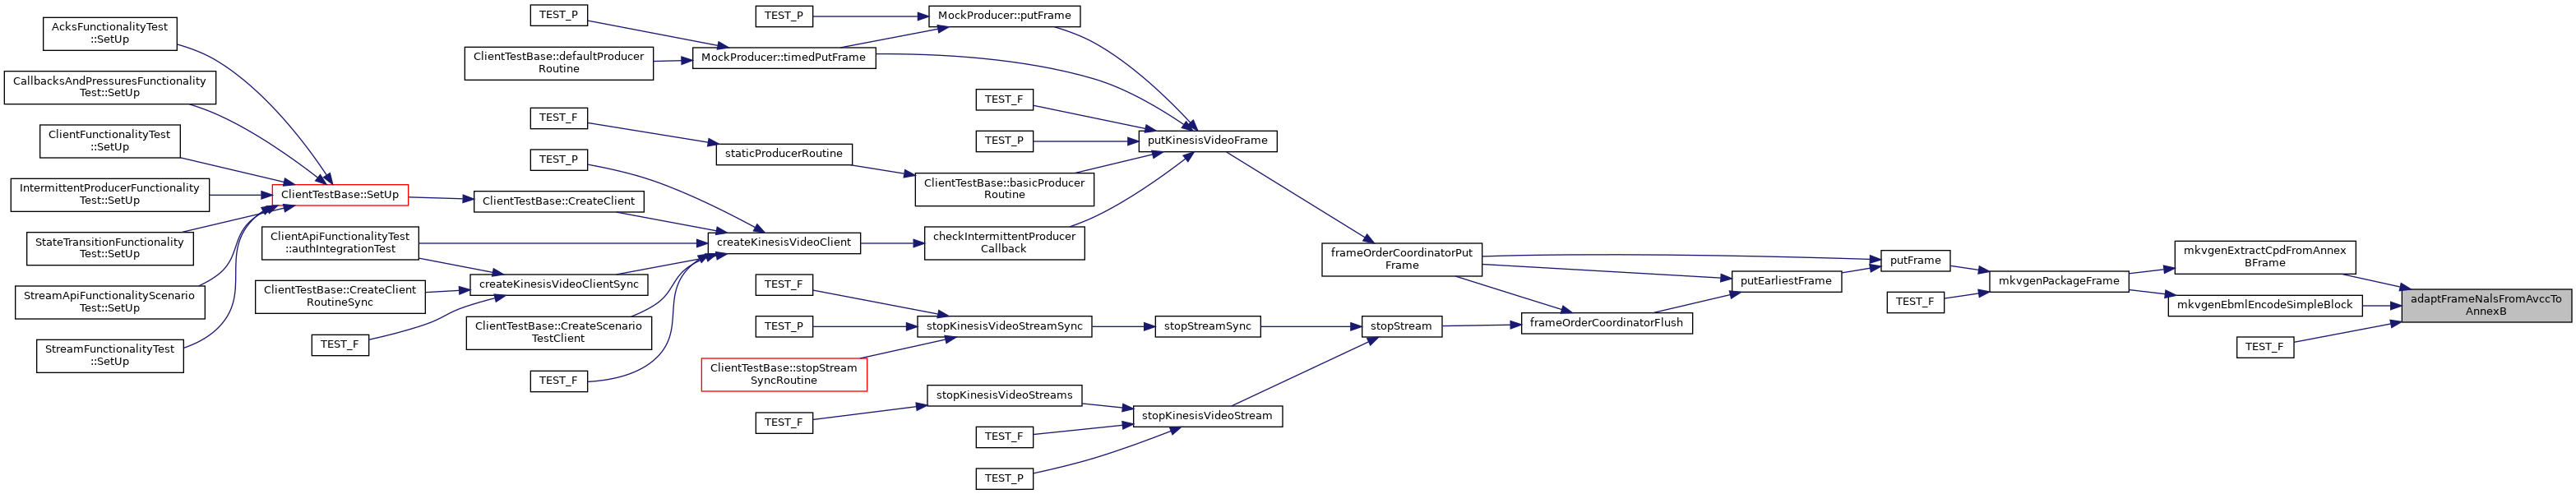 AcksFunctionalityTest
::SetUp
CallbacksAndPressuresFunctionality
Test::SetUp
ClientFunctionalityTest
::SetUp
IntermittentProducerFunctionality
Test::SetUp
StateTransitionFunctionality
Test::SetUp
StreamApiFunctionalityScenario
Test::SetUp
StreamFunctionalityTest
::SetUp
ClientTestBase::SetUp
ClientApiFunctionalityTest
::authIntegrationTest
ClientTestBase::CreateClient
RoutineSync
TEST_F
TEST_P
ClientTestBase::defaultProducer
Routine
TEST_F
TEST_P
ClientTestBase::CreateClient
createKinesisVideoClientSync
ClientTestBase::CreateScenario
TestClient
TEST_F
TEST_P
MockProducer::timedPutFrame
staticProducerRoutine
createKinesisVideoClient
TEST_F
TEST_P
ClientTestBase::stopStream
SyncRoutine
TEST_F
MockProducer::putFrame
TEST_F
TEST_P
ClientTestBase::basicProducer
Routine
checkIntermittentProducer
Callback
stopKinesisVideoStreamSync
stopKinesisVideoStreams
TEST_F
TEST_P
putKinesisVideoFrame
stopStreamSync
stopKinesisVideoStream
frameOrderCoordinatorPut
Frame
stopStream
frameOrderCoordinatorFlush
putEarliestFrame
putFrame
TEST_F
mkvgenPackageFrame
mkvgenExtractCpdFromAnnex
BFrame
mkvgenEbmlEncodeSimpleBlock
TEST_F
adaptFrameNalsFromAvccTo
AnnexB